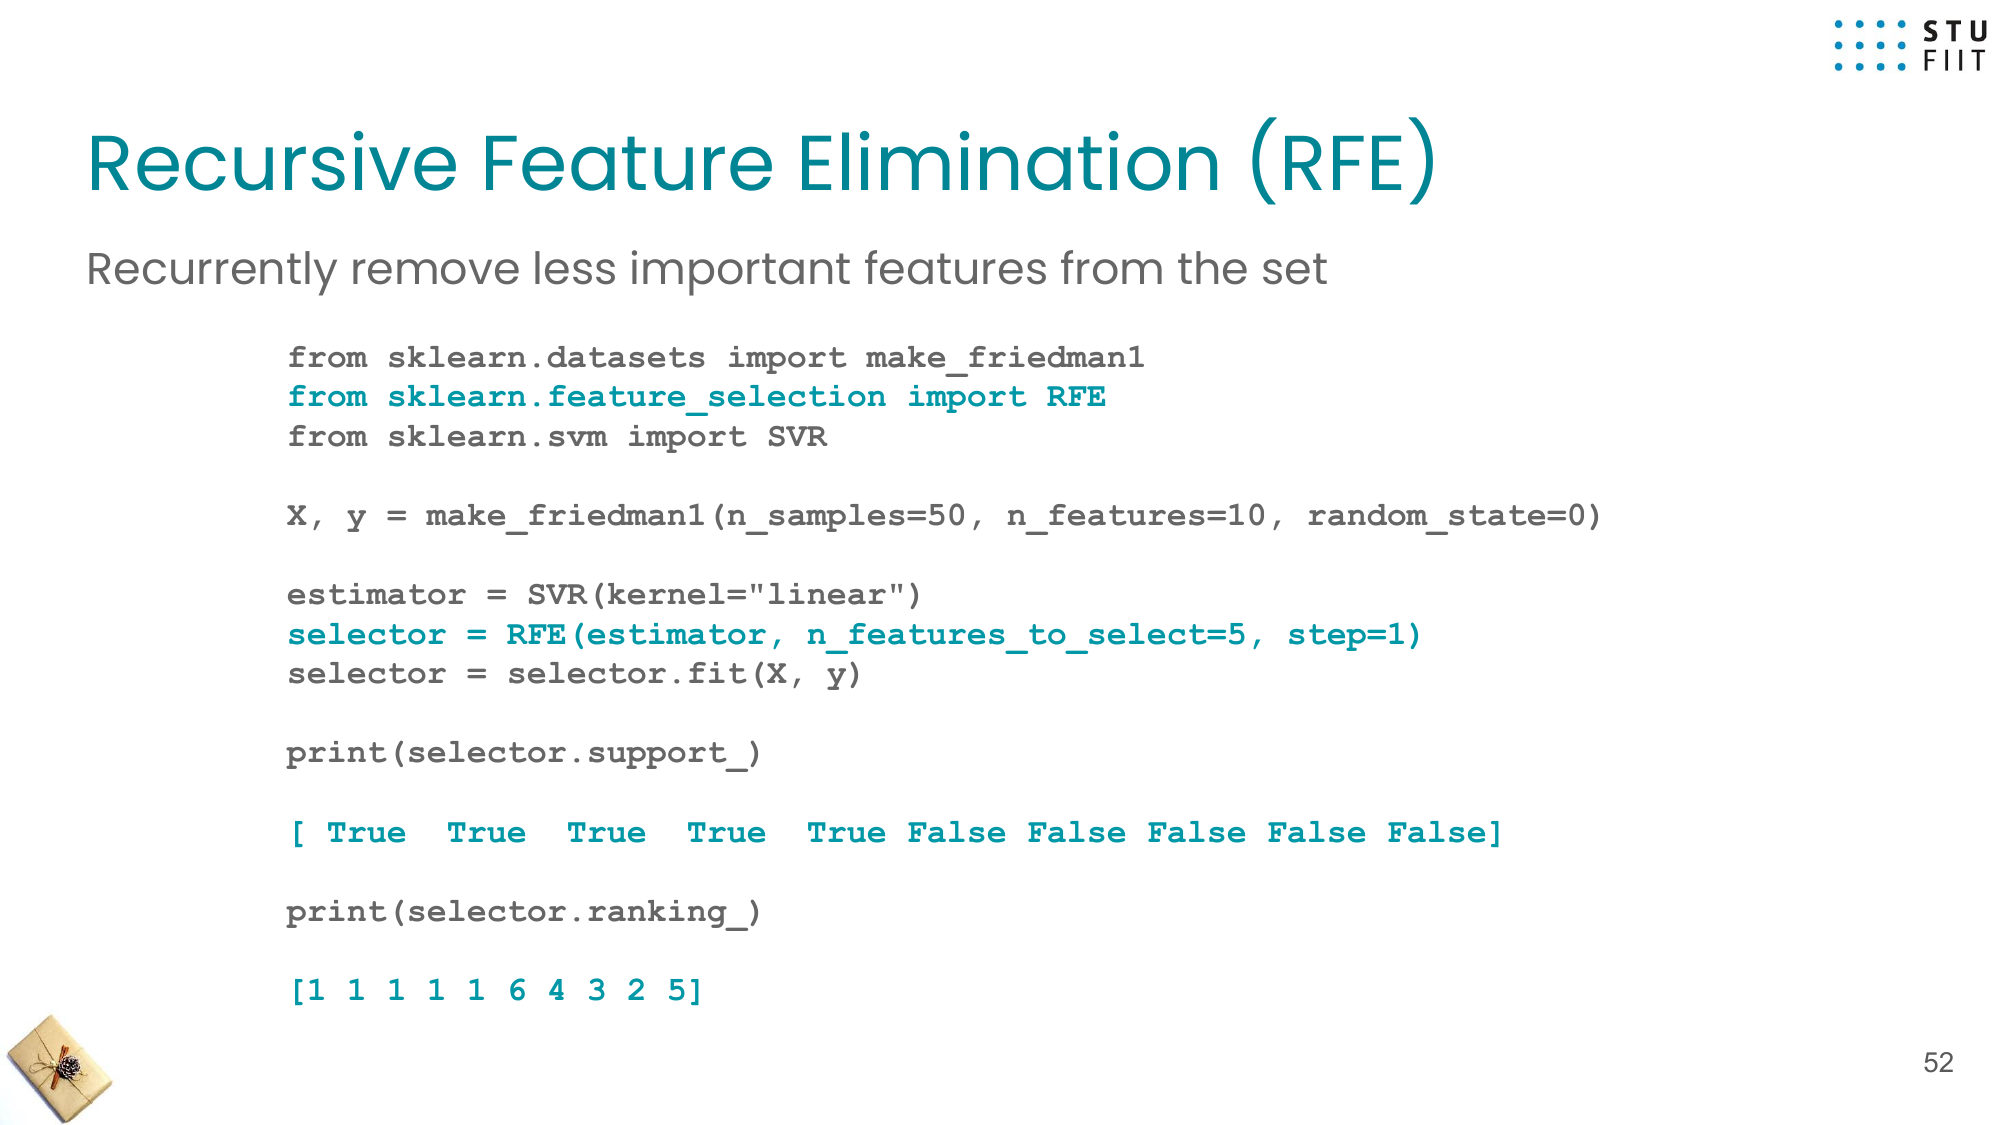 STU
FIIT
Recursive Feature Elimination (RFE)
Recurrently remove less important features from the set
from sklearn.datasets import make_friedman1
from sklearn.feature_selection import RFE
from sklearn.svm import SVR
X, y = make_friedman1(n_samples=50, n_features=10, random_state=0)
estimator = SVR(kernel="linear")
selector = RFE(estimator, n_features_to_select=5, step=1)
selector = selector.fit(X, y)
print(selector.support_)
[ True  True  True  True  True False False False False False]
print(selector.ranking_)
[1 1 1 1 1 6 4 3 2 5]
52